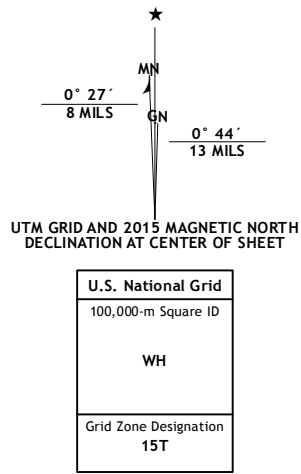 ★
MN
0° 27´
8 MILS
GN
0° 44´
13 MILS
UTM GRID AND 2015 MAGNETIC NORTH
DECLINATION AT CENTER OF SHEET
U.S. National Grid
100,000-m Square ID
WH
Grid Zone Designation
15T